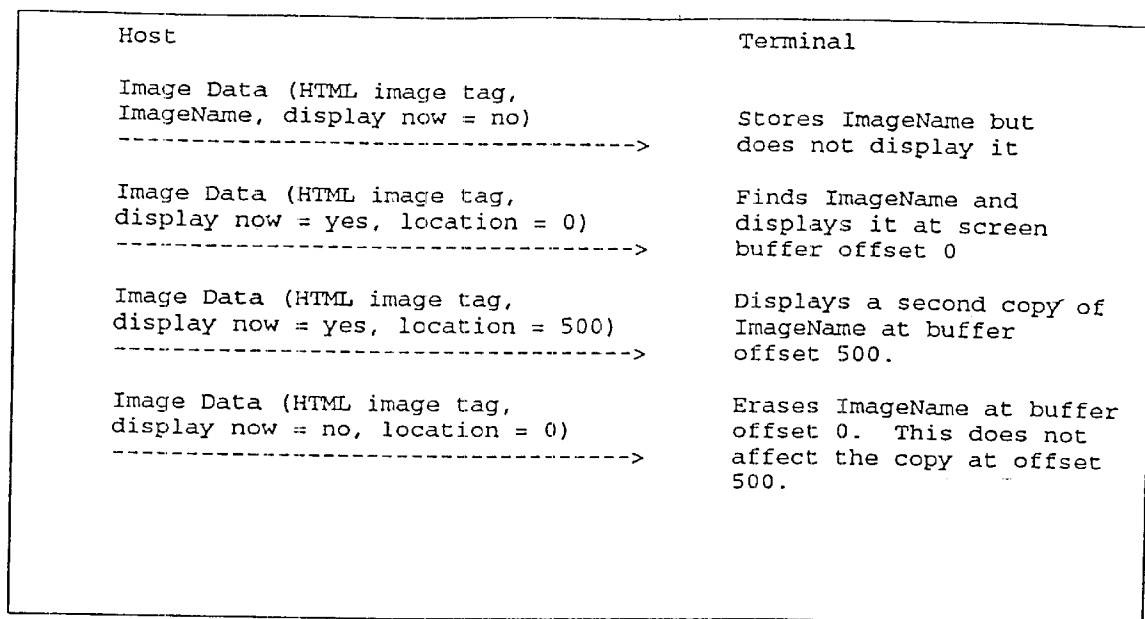 Host
Terminal
Image Data (HTML image tag,
ImageName, display now = no)
---------------------------------->
Stores ImageName but
does not display it
Image Data (HTML image tag,
display now = yes, location = 0)
---------------------------------->
Finds ImageName and
displays it at screen
buffer offset 0
Image Data (HTML image tag,
display now = yes, location = 500)
---------------------------------->
Displays a second copy of
ImageName at buffer
offset 500.
Image Data (HTML image tag,
display now = no, location = 0)
---------------------------------->
Erases ImageName at buffer
offset 0. This does not
affect the copy at offset
500.